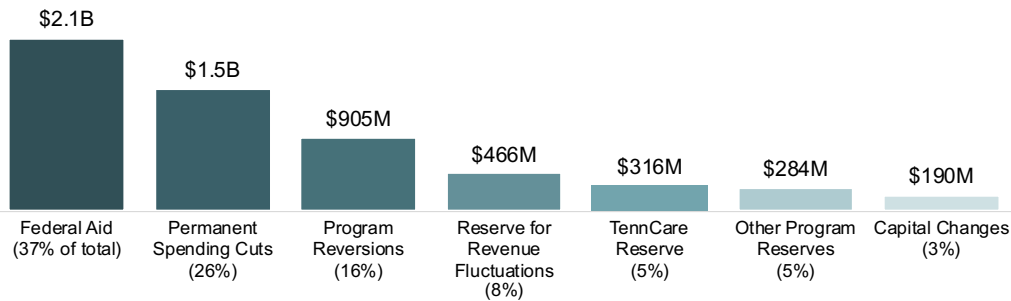 $2.1B
$1.5B
$905M
$466M
$316M
$284M
$190M
Federal Aid
(37% of total)
Permanent
Spending Cuts
(26%)
Program
Reversions
(16%)
Reserve for
Revenue
Fluctuations
(8%)
TennCare
Reserve
(5%)
Other Program
Reserves
(5%)
Capital Changes
(3%)